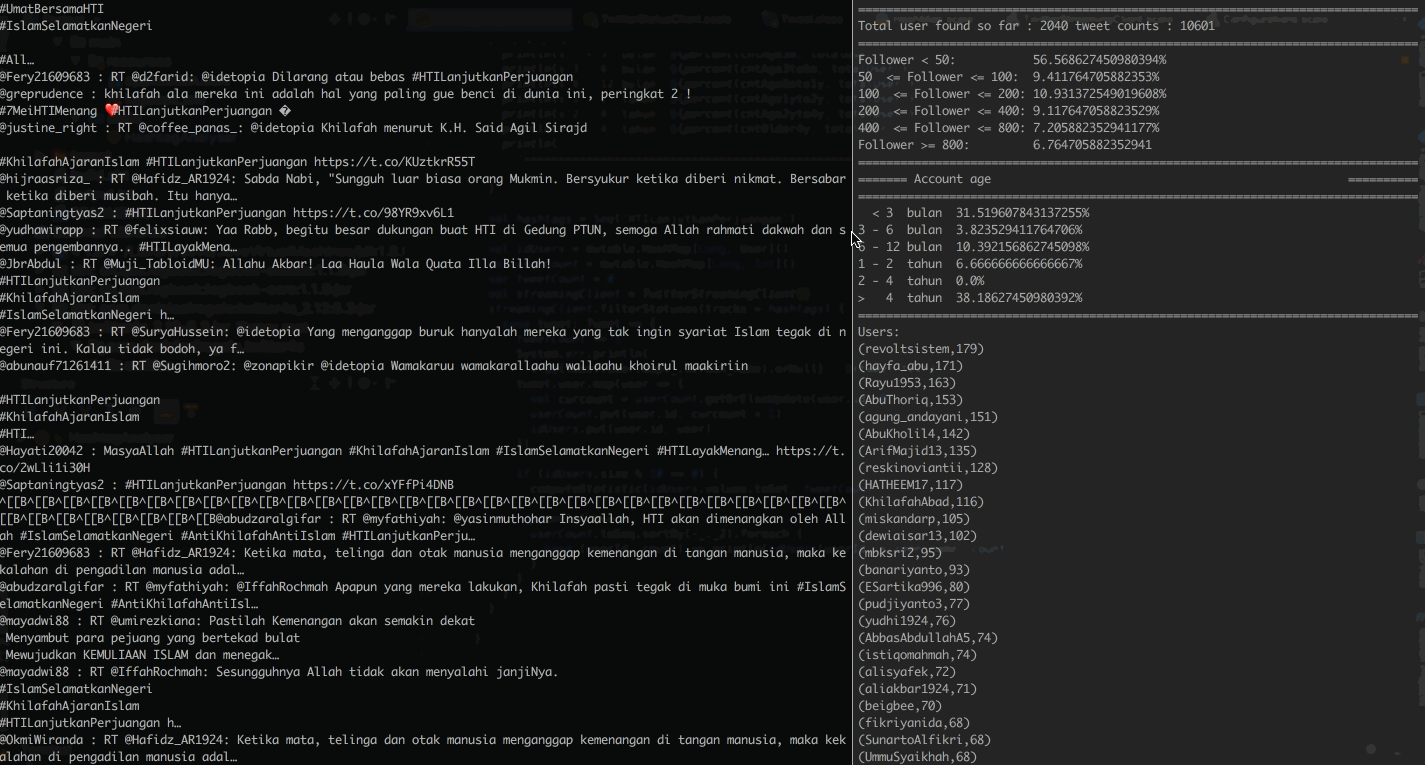 #UmatBersamaHTI
#IslamSelamatkanNegeri
#All…
@Fery21609683 : RT @d2farid: @idetopia Dilarang atau bebas #HTILanjutkanPerjuangan
@greprudence : khilafah ala mereka ini adalah hal yang paling gue benci di dunia ini, peringkat 2 !
#7MeiHTIMenang ❤️#HTILanjutkanPerjuangan �
@justine_right : RT @coffee_panas_: @idetopia Khilafah menurut K.H. Said Agil Sirajd
#KhilafahAjaranIslam #HTILanjutkanPerjuangan https://t.co/KUztkrR55T
@hijraasriza_ : RT @Hafidz_AR1924: Sabda Nabi, "Sungguh luar biasa orang Mukmin. Bersyukur ketika diberi nikmat. Bersabar
 ketika diberi musibah. Itu hanya…
@Saptaningtyas2 : #HTILanjutkanPerjuangan https://t.co/98YR9xv6L1
@yudhawirapp : RT @felixsiauw: Yaa Rabb, begitu besar dukungan buat HTI di Gedung PTUN, semoga Allah rahmati dakwah dan s
emua pengembannya.. #HTILayakMena…
@JbrAbdul : RT @Muji_TabloidMU: Allahu Akbar! Laa Haula Wala Quata Illa Billah!
#HTILanjutkanPerjuangan
#KhilafahAjaranIslam
#IslamSelamatkanNegeri h…
@Fery21609683 : RT @SuryaHussein: @idetopia Yang menganggap buruk hanyalah mereka yang tak ingin syariat Islam tegak di n
egeri ini. Kalau tidak bodoh, ya f…
@abunauf71261411 : RT @Sugihmoro2: @zonapikir @idetopia Wamakaruu wamakarallaahu wallaahu khoirul maakiriin
#HTILanjutkanPerjuangan
#KhilafahAjaranIslam
#HTI…
@Hayati20042 : MasyaAllah #HTILanjutkanPerjuangan #KhilafahAjaranIslam #IslamSelamatkanNegeri #HTILayakMenang… https://t.
co/2wLli1i30H
@Saptaningtyas2 : #HTILanjutkanPerjuangan https://t.co/xYFfPi4DNB
^[[B^[[B^[[B^[[B^[[B^[[B^[[B^[[B^[[B^[[B^[[B^[[B^[[B^[[B^[[B^[[B^[[B^[[B^[[B^[[B^[[B^[[B^[[B^[[B^[[B^[[B^[[B^[[B^[[B^[[B^
[[B^[[B^[[B^[[B^[[B^[[B^[[B^[[B@abudzaralgifar : RT @myfathiyah: @yasinmuthohar Insyaallah, HTI akan dimenangkan oleh All
ah #IslamSelamatkanNegeri #AntiKhilafahAntiIslam #HTILanjutkanPerju…
@Fery21609683 : RT @Hafidz_AR1924: Ketika mata, telinga dan otak manusia menganggap kemenangan di tangan manusia, maka ke
kalahan di pengadilan manusia adal…
@abudzaralgifar : RT @myfathiyah: @IffahRochmah Apapun yang mereka lakukan, Khilafah pasti tegak di muka bumi ini #IslamS
elamatkanNegeri #AntiKhilafahAntiIsl…
@mayadwi88 : RT @umirezkiana: Pastilah Kemenangan akan semakin dekat
 Menyambut para pejuang yang bertekad bulat
 Mewujudkan KEMULIAAN ISLAM dan menegak…
@mayadwi88 : RT @IffahRochmah: Sesungguhnya Allah tidak akan menyalahi janjiNya.
#IslamSelamatkanNegeri
#KhilafahAjaranIslam
#HTILanjutkanPerjuangan h…
@OkmiWiranda : RT @Hafidz_AR1924: Ketika mata, telinga dan otak manusia menganggap kemenangan di tangan manusia, maka kek
alahan di pengadilan manusia adal…
Total user found so far : 2040 tweet counts : 10601
Follower < 50: 56.568627450980394%
50 <= Follower <= 100: 9.411764705882353%
100 <= Follower <= 200: 10.931372549019608%
200 <= Follower <= 400: 9.117647058823529%
400 <= Follower <= 800: 7.205882352941177%
Follower >= 800: 6.764705882352941
======= Account age ==========
< 3 bulan 31.519607843137255%
3 - 6 bulan 3.823529411764706%
- 12 bulan 10.392156862745098%
1 - 2 tahun 6.666666666666667%
2 - 4 tahun 0.0%
> 4 tahun 38.18627450980392%
Users:
(revoltsistem,179)
(hayfa_abu,171)
(Rayu1953,163)
(AbuThoriq,153)
(agung_andayani,151)
(AbuKholil4,142)
(ArifMajid13,135)
(reskinoviantii,128)
(HATHEEM17,117)
(KhilafahAbad,116)
(miskandarp,105)
(dewiaisar13,102)
(mbksri2,95)
(banariyanto,93)
(ESartika996,80)
(pudjiyanto3,77)
(yudhi1924,76)
(AbbasAbdullahA5,74)
(istiqomahmah,74)
(alisyafek,72)
(aliakbar1924,71)
(beigbee,70)
(fikriyanida,68)
(SunartoAlfikri,68)
(UmmuSyaikhah,68)